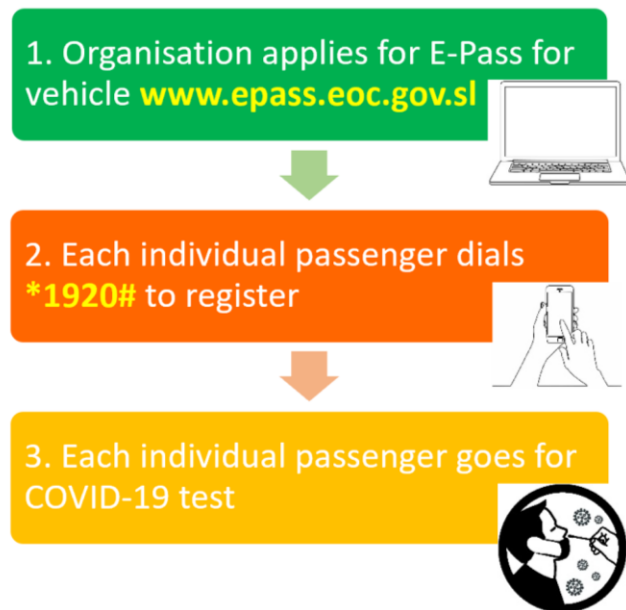 1. Organisation applies for E-Pass for
vehicle www.epass.eoc.gov.sl
2. Each individual passenger dials
*1920# to register
3. Each individual passenger goes for
COVID-19 test